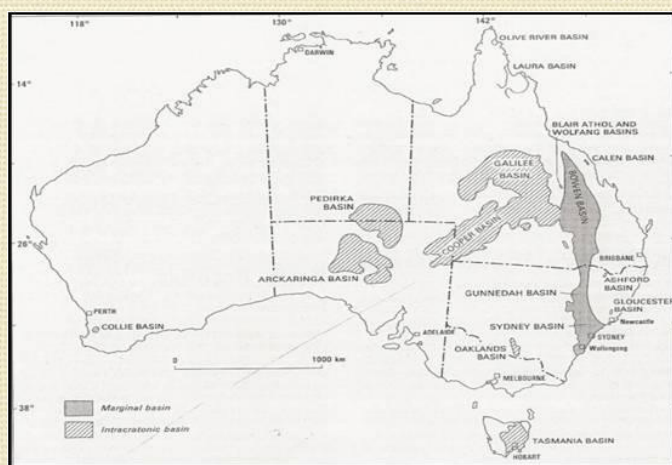 118° 130° 142°
OLIVE RIVER BASIN
DARWIN
LAURA BASIN
14°
BLAIR ATHOL AND
WOLFANG BASINS
CALEN BASIN
GALILEE
BASIN
BOWEN BASIN
PEDIRKA
BASIN
COOPER BASIN
26°
BRISBANE
ARCKARINGA BASIN
ASHFORD
BASIN
GUNNEDAH BASIN
GLOUCESTER
BASIN
PERTH
Newcastle
COLLIE BASIN
SYDNEY BASIN
SYDNEY
ADELAIDE
Wollongong
OAKLANDS
BASIN
0 1000 km
MELBOURNE
38°
Marginal basin
Intracratonic basin
TASMANIA BASIN
HOBART